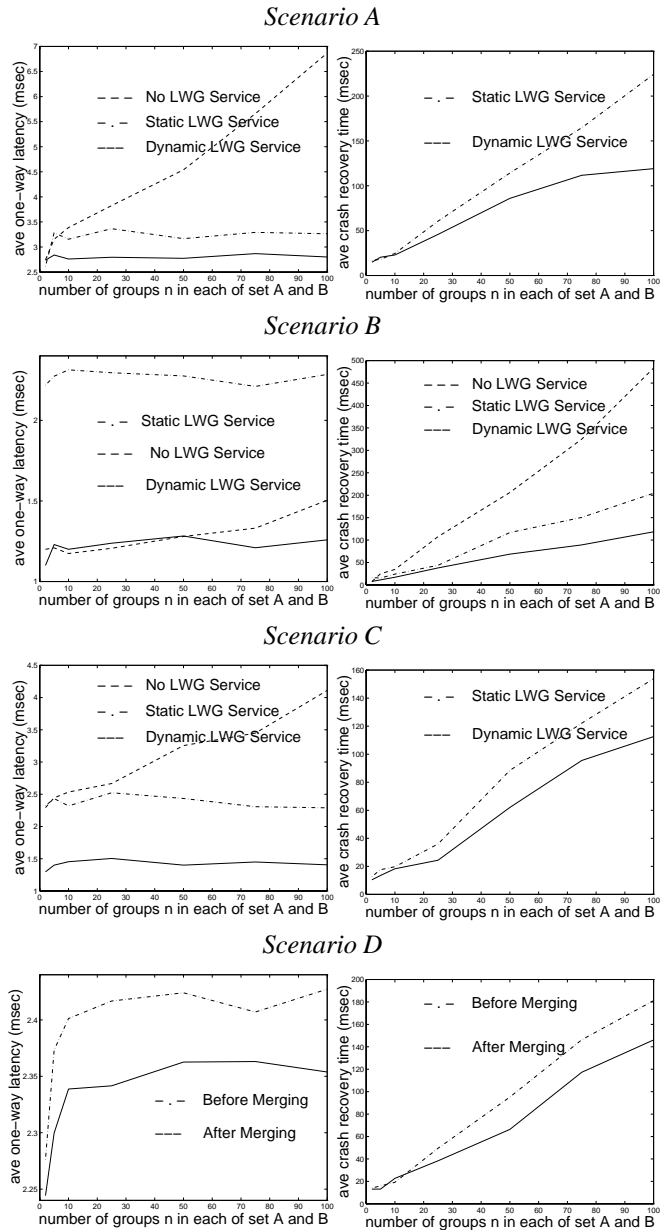 Scenario A
7
6.5
6
5.5
5
4.5
4
3.5
3
2.5
ave one-way latency (msec)
No LWG Service
Static LWG Service
Dynamic LWG Service
0 10 20 30 40 50 60 70 80 90 100
number of groups n in each of set A and B
250
200
150
100
50
0
ave crash recovery time (msec)
Static LWG Service
Dynamic LWG Service
0 10 20 30 40 50 60 70 80 90 100
number of groups n in each of set A and B
Scenario B
2
1.5
1
ave one-way latency (msec)
Static LWG Service
No LWG Service
Dynamic LWG Service
0 10 20 30 40 50 60 70 80 90 100
number of groups n in each of set A and B
500
450
400
350
300
250
200
150
100
50
0
ave crash recovery time (msec)
No LWG Service
Static LWG Service
Dynamic LWG Service
0 10 20 30 40 50 60 70 80 90 100
number of groups n in each of set A and B
Scenario C
4.5
4
3.5
3
2.5
2
1.5
1
ave one-way latency (msec)
No LWG Service
Static LWG Service
Dynamic LWG Service
0 10 20 30 40 50 60 70 80 90 100
number of groups n in each of set A and B
160
140
120
100
80
60
40
20
0
ave crash recovery time (msec)
Static LWG Service
Dynamic LWG Service
0 10 20 30 40 50 60 70 80 90 100
number of groups n in each of set A and B
Scenario D
2.4
2.35
2.3
2.25
ave one-way latency (msec)
Before Merging
After Merging
0 10 20 30 40 50 60 70 80 90 100
number of groups n in each of set A and B
200
180
160
140
120
100
80
60
40
20
0
ave crash recovery time (msec)
Before Merging
After Merging
0 10 20 30 40 50 60 70 80 90 100
number of groups n in each of set A and B